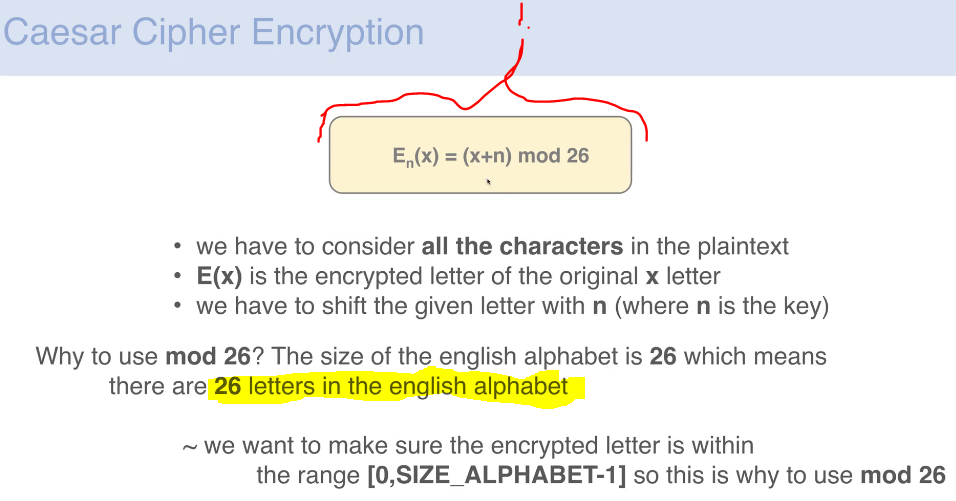 Caesar Cipher Encryption
Eₙ(x) = (x+n) mod 26
• we have to consider all the characters in the plaintext
• E(x) is the encrypted letter of the original x letter
• we have to shift the given letter with n (where n is the key)
Why to use mod 26? The size of the english alphabet is 26 which means
there are 26 letters in the english alphabet
~ we want to make sure the encrypted letter is within
the range [0,SIZE_ALPHABET-1] so this is why to use mod 26